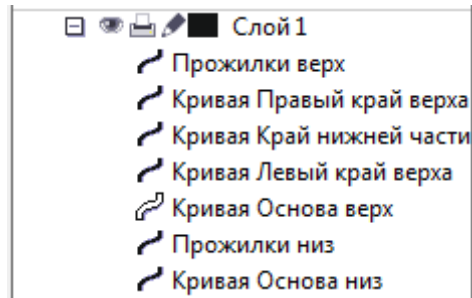 Слой 1
Прожилки верх
Кривая Правый край верха
Кривая Край нижней части
Кривая Левый край верха
Кривая Основа верх
Прожилки низ
Кривая Основа низ